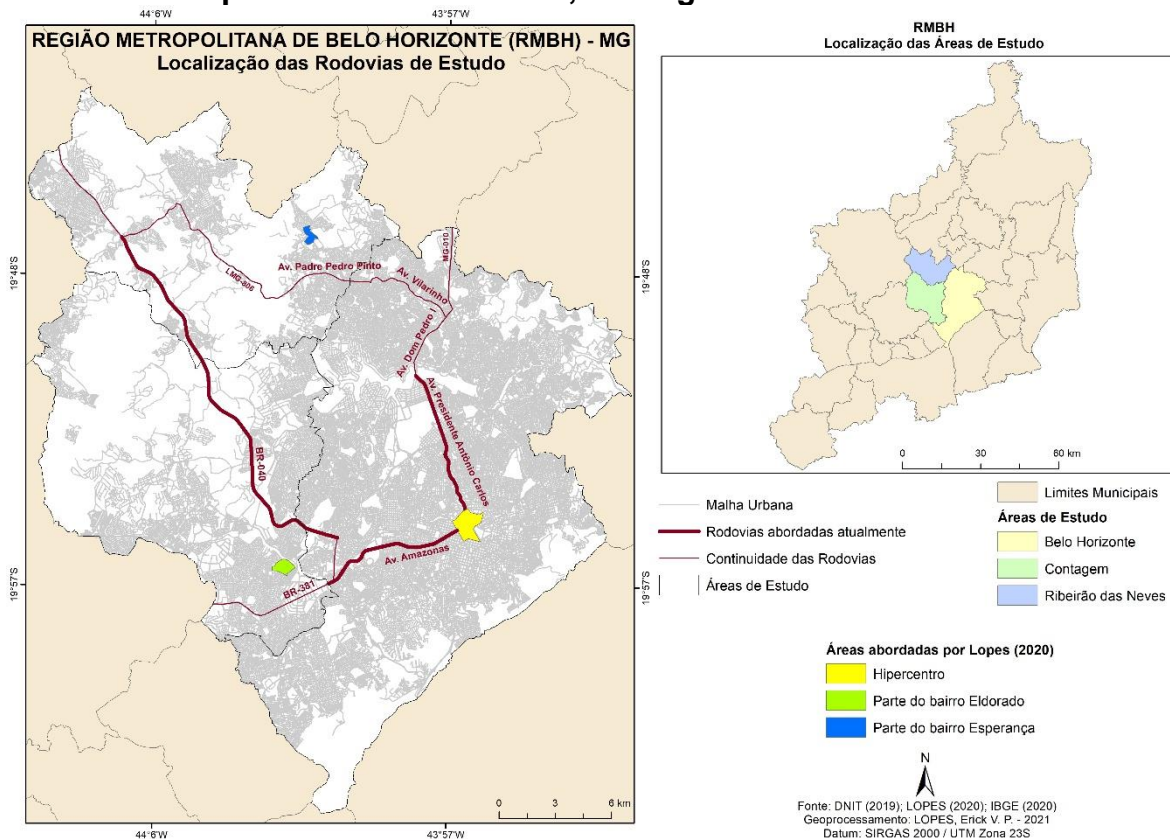 44°6'W
43°57'W
REGIÃO METROPOLITANA DE BELO HORIZONTE (RMBH) - MG
Localização das Rodovias de Estudo
19°48'S
19°48'S
19°57'S
19°57'S
LMG-806
Av. Padre Pedro Pinto
Av. Vilarinho
MG-010
Av. Dom Pedro I
Av. Presidente Antônio Carlos
BR-040
Av. Amazonas
BR-381
0 3 6 km
44°6'W
43°57'W
RMBH
Localização das Áreas de Estudo
0 30 60 km
Malha Urbana
Rodovias abordadas atualmente
Continuidade das Rodovias
Áreas de Estudo
Limites Municipais
Áreas de Estudo
Belo Horizonte
Contagem
Ribeirão das Neves
Áreas abordadas por Lopes (2020)
Hipercentro
Parte do bairro Eldorado
Parte do bairro Esperança
N
Fonte: DNIT (2019); LOPES (2020); IBGE (2020)
Geoprocessamento: LOPES, Erick V. P. - 2021
Datum: SIRGAS 2000 / UTM Zona 23S